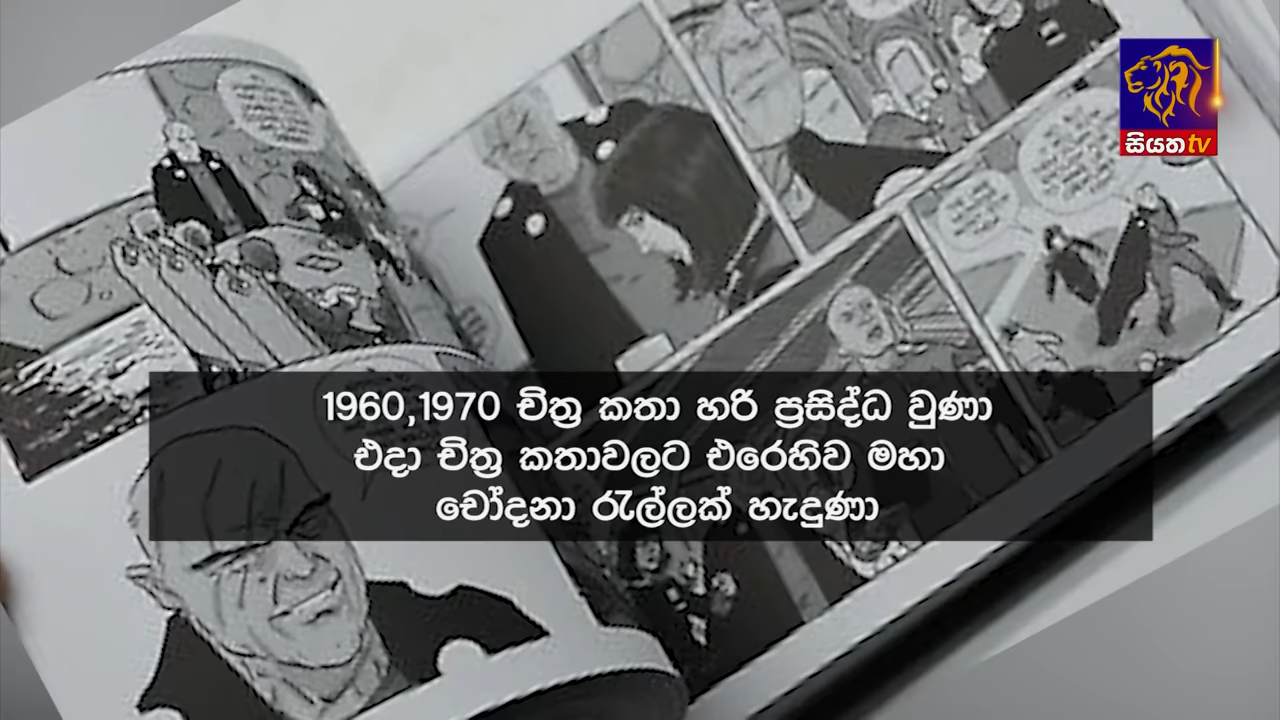 සියත tv
1960,1970 චිත්‍ර කතා හරි ප්‍රසිද්ධ වුණා
එදා චිත්‍ර කතාවලට එරෙහිව මහා
චෝදනා රැල්ලක් හැදුණා